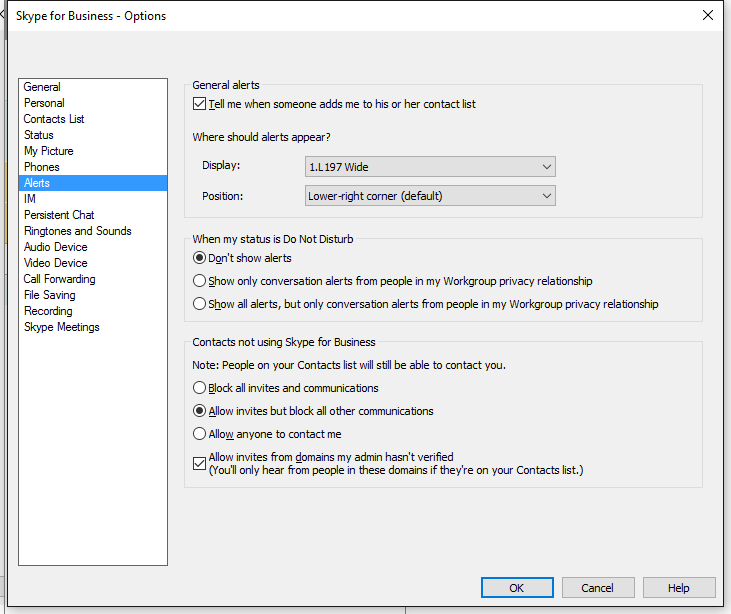 Skype for Business - Options
General
Personal
Contacts List
Status
My Picture
Phones
Alerts
IM
Persistent Chat
Ringtones and Sounds
Audio Device
Video Device
Call Forwarding
File Saving
Recording
Skype Meetings
General alerts
Tell me when someone adds me to his or her contact list
Where should alerts appear?
Display: 1.L197 Wide
Position: Lower-right corner (default)
When my status is Do Not Disturb
Don't show alerts
Show only conversation alerts from people in my Workgroup privacy relationship
Show all alerts, but only conversation alerts from people in my Workgroup privacy relationship
Contacts not using Skype for Business
Note: People on your Contacts list will still be able to contact you.
Block all invites and communications
Allow invites but block all other communications
Allow anyone to contact me
Allow invites from domains my admin hasn't verified
(You'll only hear from people in these domains if they're on your Contacts list.)
OK Cancel Help